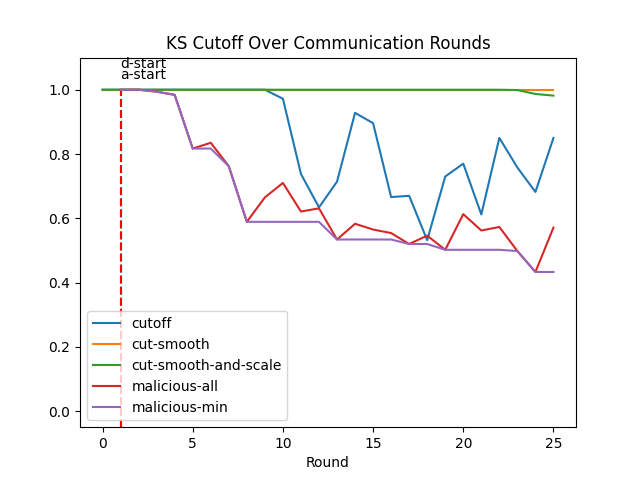 KS Cutoff Over Communication Rounds
d-start
a-start
1.0
0.8
0.6
0.4
0.2
0.0
cutoff
cut-smooth
cut-smooth-and-scale
malicious-all
malicious-min
0 5 10 15 20 25
Round